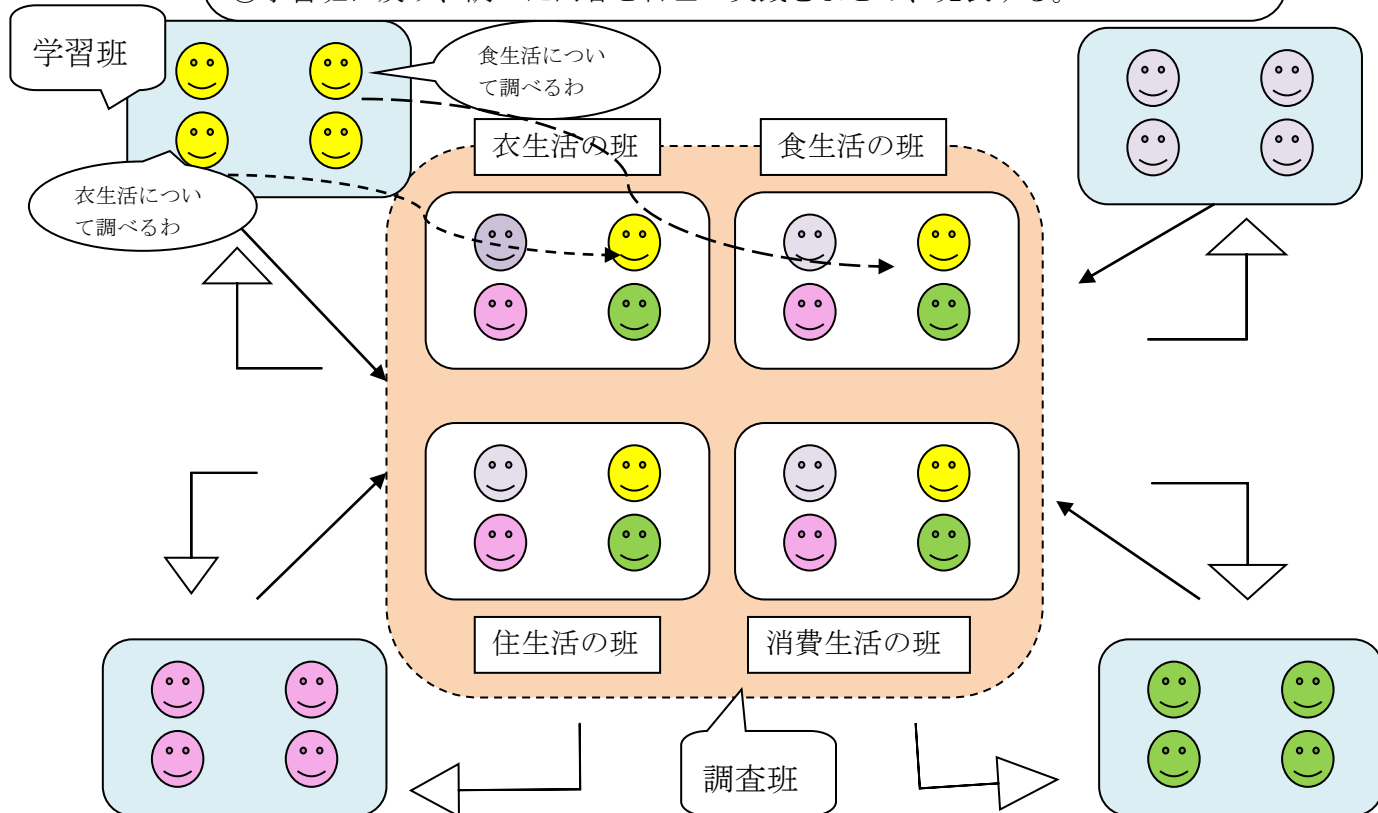 学習班
食生活につい
て調べるわ
衣生活の班
食生活の班
衣生活につい
て調べるわ
住生活の班
消費生活の班
調査班